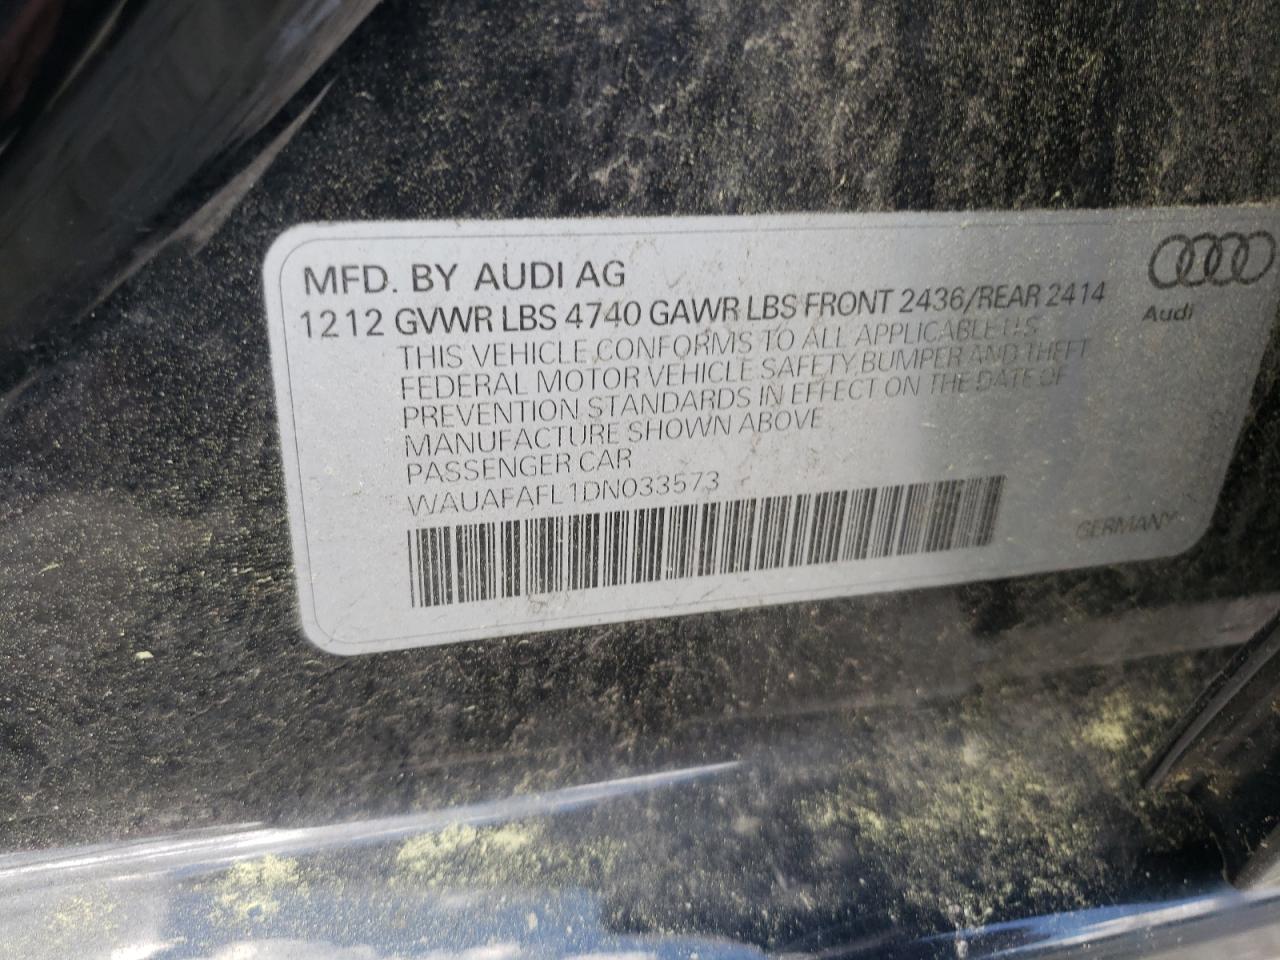 MFD. BY AUDI AG
1212 GVWR LBS 4740 GAWR LBS FRONT 2436/REAR 2414
Audi
THIS VEHICLE CONFORMS TO ALL APPLICABLE U.S.
FEDERAL MOTOR VEHICLE SAFETY, BUMPER AND THEFT
PREVENTION STANDARDS IN EFFECT ON THE DATE OF
MANUFACTURE SHOWN ABOVE
PASSENGER CAR
WAUAFAFL1DN033573
GERMANY